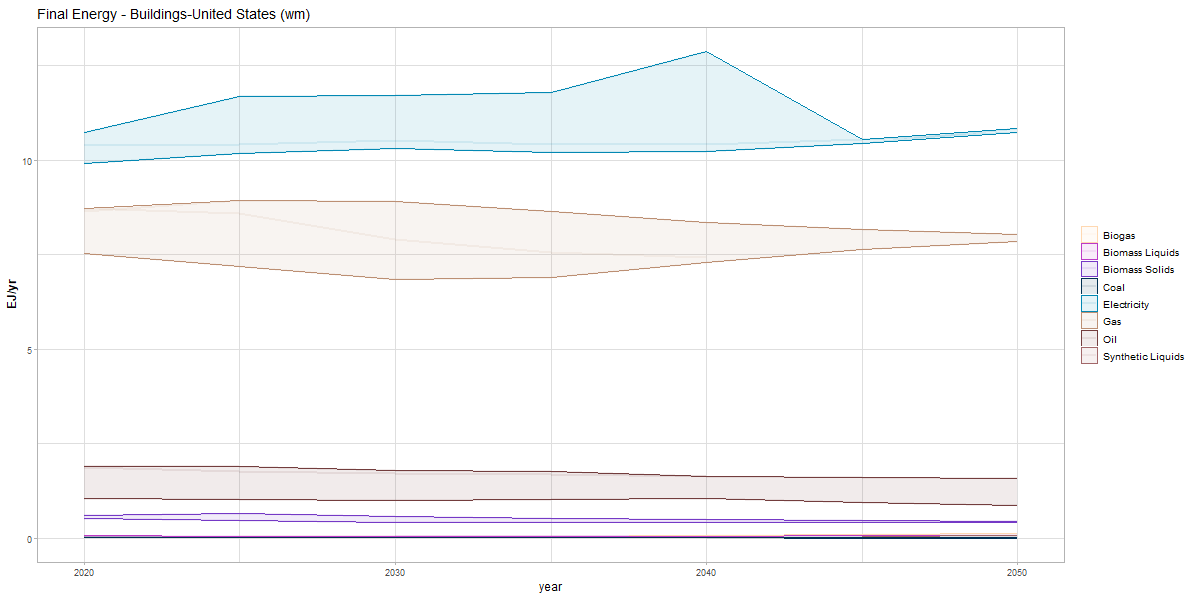 Final Energy - Buildings-United States (wm)
EJ/yr
10
5
0
2020
2030
2040
2050
year
Biogas
Biomass Liquids
Biomass Solids
Coal
Electricity
Gas
Oil
Synthetic Liquids